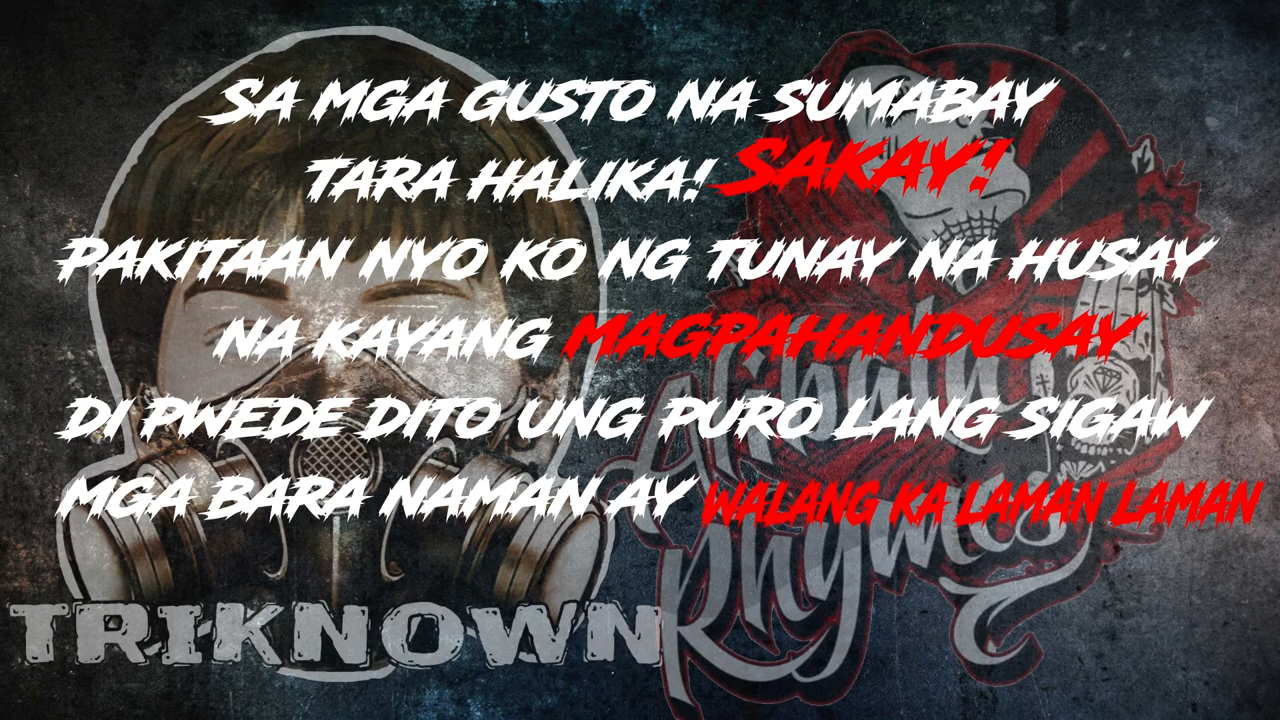 SA MGA GUSTO NA SUMABAY
TARA HALIKA! SAKAY!
PAKITAAN NYO KO NG TUNAY NA HUSAY
NA KAYANG MAGPAHANDUSAY
DI PWEDE DITO UNG PURO LANG SIGAW
MGA BARA NAMAN AY WALANG KA LAMAN LAMAN
TRIKNOWN
Rhymes